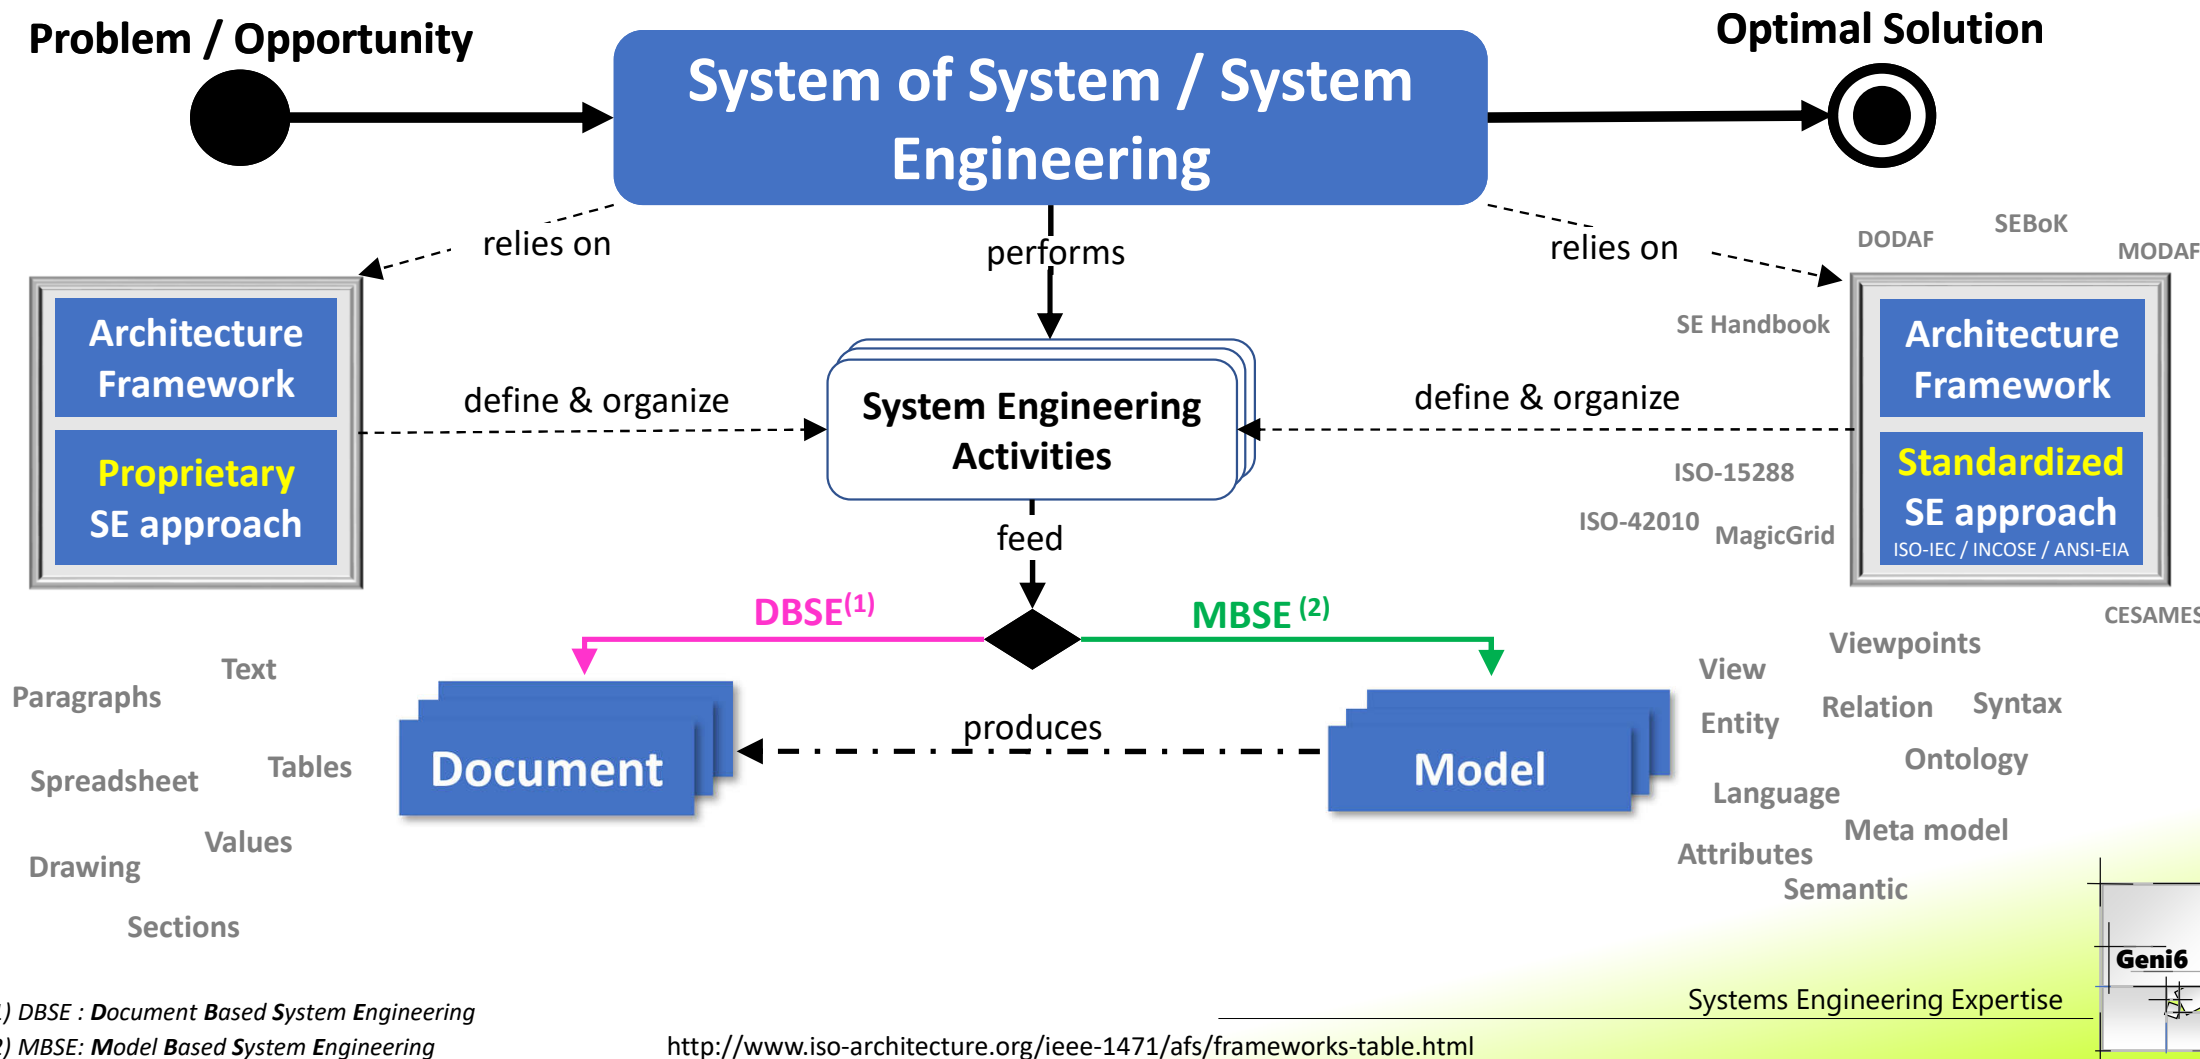 Problem / Opportunity
Optimal Solution
System of System / System
Engineering
relies on
performs
relies on
DODAF
SEBoK
MODAF
SE Handbook
Architecture
Framework
Proprietary
SE approach
define & organize
System Engineering
Activities
define & organize
Architecture
Framework
Standardized
SE approach
ISO-IEC / INCOSE / ANSI-EIA
ISO-15288
ISO-42010
MagicGrid
CESAMES
feed
DBSE(1)
MBSE (2)
Document
produces
Model
Text
Paragraphs
Tables
Spreadsheet
Values
Drawing
Sections
Viewpoints
View
Relation
Syntax
Entity
Ontology
Language
Meta model
Attributes
Semantic
Geni6
Systems Engineering Expertise
1) DBSE : Document Based System Engineering
2) MBSE: Model Based System Engineering
http://www.iso-architecture.org/ieee-1471/afs/frameworks-table.html